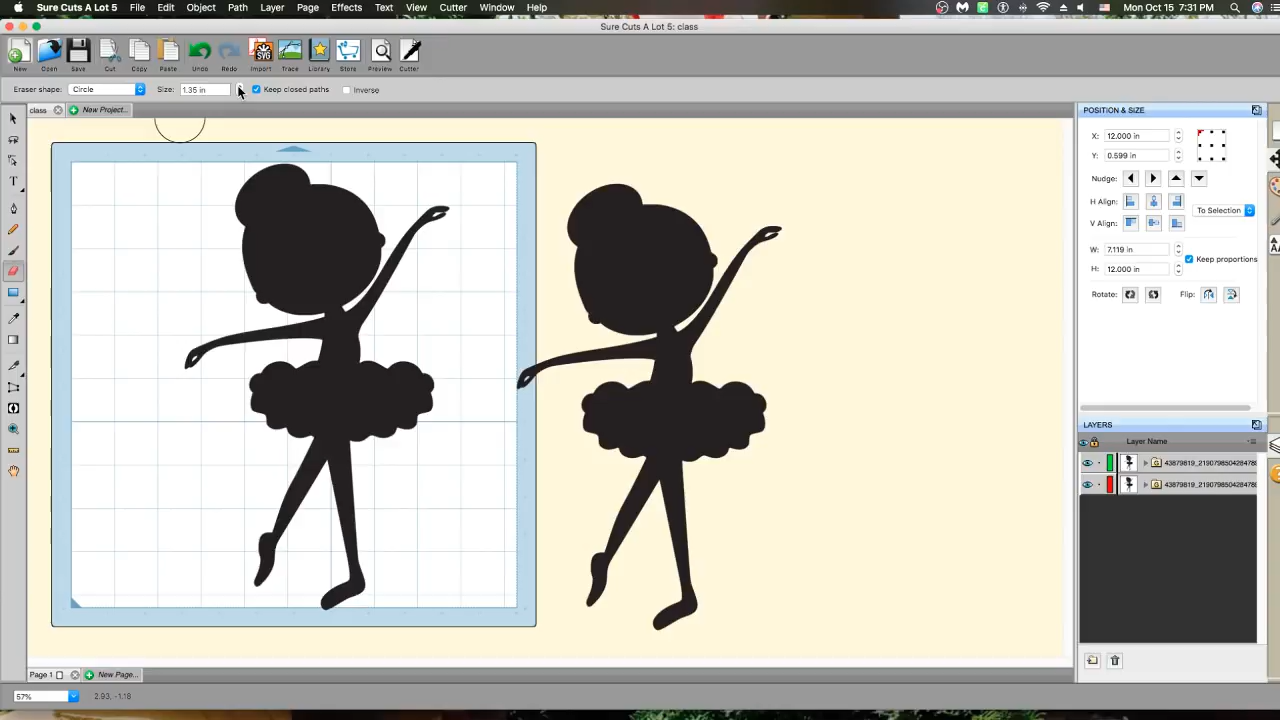 Sure Cuts A Lot 5 File Edit Object Path Layer Page Effects Text View Cutter Window Help Mon Oct 15 7:31 PM
Sure Cuts A Lot 5: class
New Open Save Cut Copy Paste Undo Redo Import Trace Library Store Preview Cutter
SVG
Eraser shape: Circle Size: 1.35 in Keep closed paths Inverse
class New Project...
POSITION & SIZE
X: 12.000 in
Y: 0.599 in
Nudge:
H Align: To Selection
V Align:
W: 7.119 in
Keep proportions
H: 12.000 in
Rotate: Flip:
LAYERS
Layer Name
G 43879819_2190798504284789
G 43879819_2190798504284789
T
AA
Page 1 New Page...
57% 2.93, -1.18